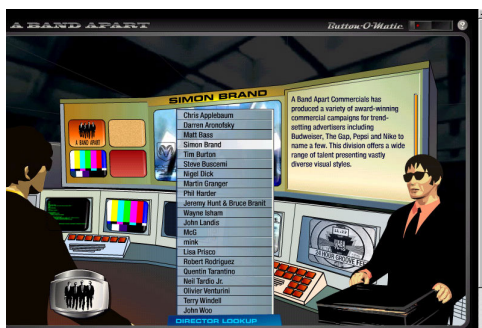 A BAND APART
Button-O-Matic
SIMON BRAND
Chris Applebaum
Darren Aronofsky
Matt Bass
Simon Brand
Tim Burton
Steve Buscemi
Nigel Dick
Martin Granger
Phil Harder
Jeremy Hunt & Bruce Branit
Wayne Isham
John Landis
McG
mink
Lisa Prisco
Robert Rodriguez
Quentin Tarantino
Neil Tardio Jr.
Olivier Venturini
Terry Windell
John Woo
DIRECTOR LOOKUP
A Band Apart Commercials has
produced a variety of award-winning
commercial campaigns for trend-
setting advertisers including
Budweiser, The Gap, Pepsi and Nike to
name a few. This division offers a wide
range of talent presenting vastly
diverse visual styles.
A BAND APART
HOUR GROOVE